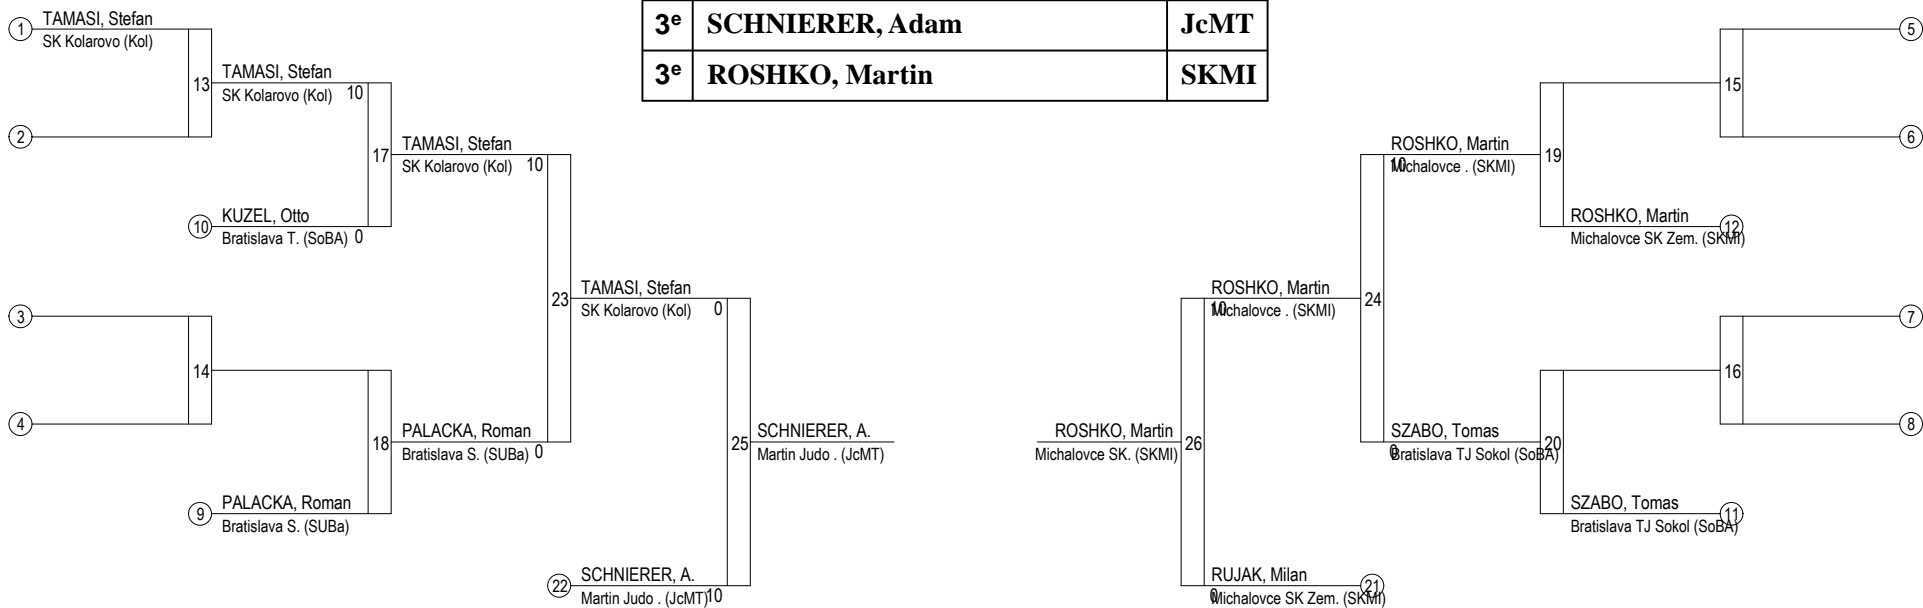 3e SCHNIERER, Adam JcMT
3e ROSHKO, Martin SKMI
1 TAMASI, Stefan
SK Kolarovo (Kol)
13 TAMASI, Stefan
SK Kolarovo (Kol) 10
2
17 TAMASI, Stefan
SK Kolarovo (Kol) 10
10 KUZEL, Otto
Bratislava T. (SoBA) 0
23 TAMASI, Stefan
SK Kolarovo (Kol) 0
3
14
4
18 PALACKA, Roman
Bratislava S. (SUBa) 0
9 PALACKA, Roman
Bratislava S. (SUBa)
25 SCHNIERER, A.
Martin Judo . (JcMT)
22 SCHNIERER, A.
Martin Judo . (JcMT) 10
5
15
6
ROSHKO, Martin 19
10 Michalovce . (SKMI)
ROSHKO, Martin 12
Michalovce SK Zem. (SKMI)
ROSHKO, Martin 24
10 Michalovce . (SKMI)
7
16
8
ROSHKO, Martin 26
Michalovce SK. (SKMI)
SZABO, Tomas 20
0 Bratislava TJ Sokol (SoBA)
SZABO, Tomas 11
Bratislava TJ Sokol (SoBA)
RUJAK, Milan 21
0 Michalovce SK Zem. (SKMI)